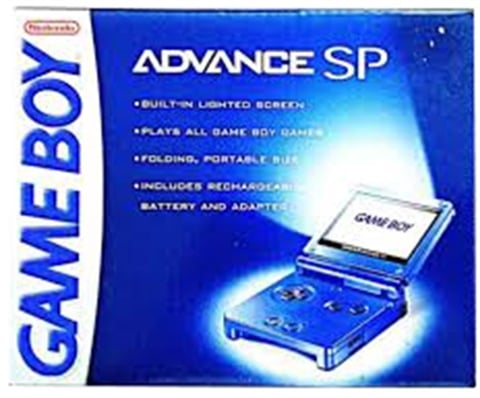 Nintendo
GAME BOY
ADVANCE SP
•BUILT-IN LIGHTED SCREEN
•PLAYS ALL GAME BOY GAMES
•FOLDING, PORTABLE SIZE
•INCLUDES RECHARGEABLE
BATTERY AND ADAPTER
GAME BOY